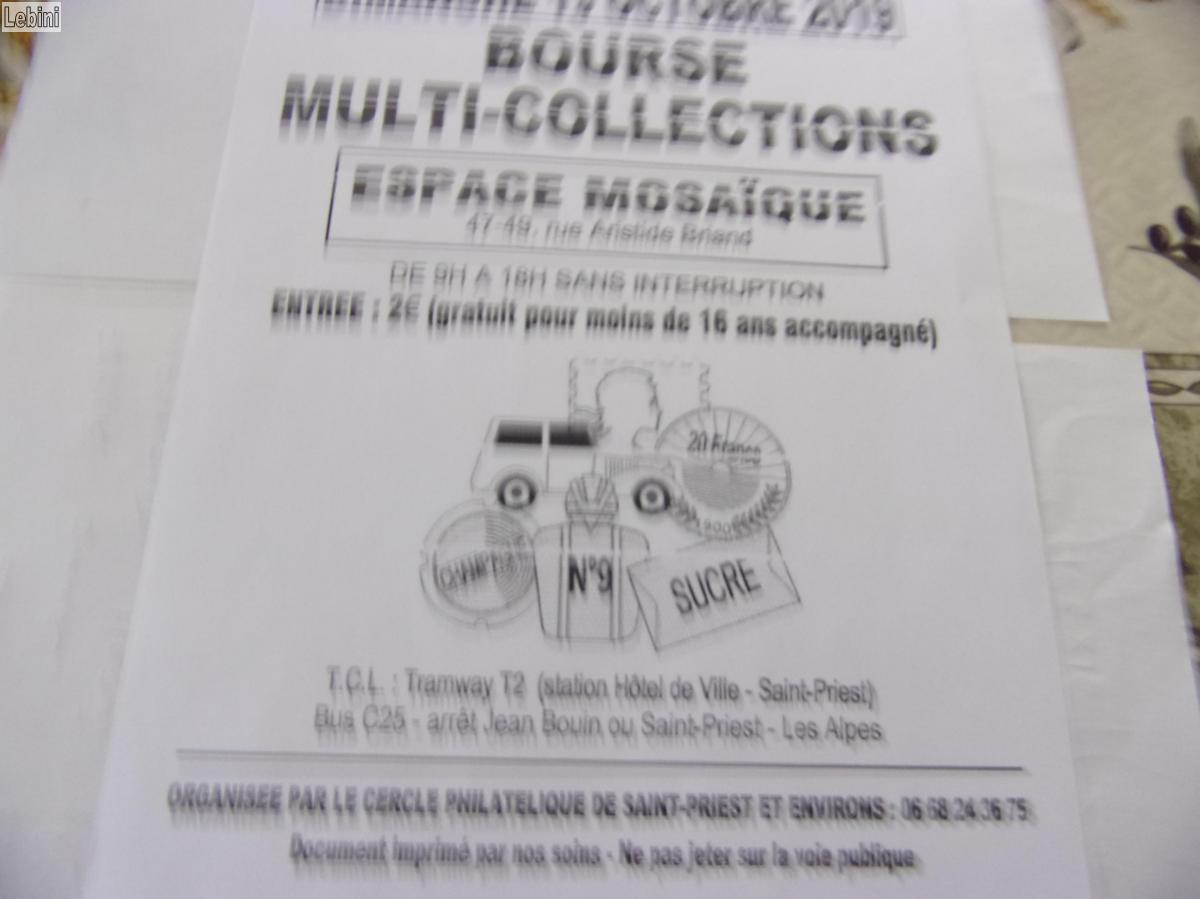 Lebini
OCTOBRE 2019
BOURSE
MULTI-COLLECTIONS
ESPACE MOSAÏQUE
47-49, rue Aristide Briand
DE 9H A 16H SANS INTERRUPTION
ENTREE : 2€ (gratuit pour moins de 16 ans accompagné)
20 Francs
N°9
SUCRE
T.C.L. : Tramway T2 (station Hôtel de Ville - Saint-Priest)
Bus C25 - arrêt Jean Bouin ou Saint-Priest - Les Alpes
ORGANISEE PAR LE CERCLE PHILATELIQUE DE SAINT-PRIEST ET ENVIRONS : 06.68.24.36.75
Document imprimé par nos soins - Ne pas jeter sur la voie publique